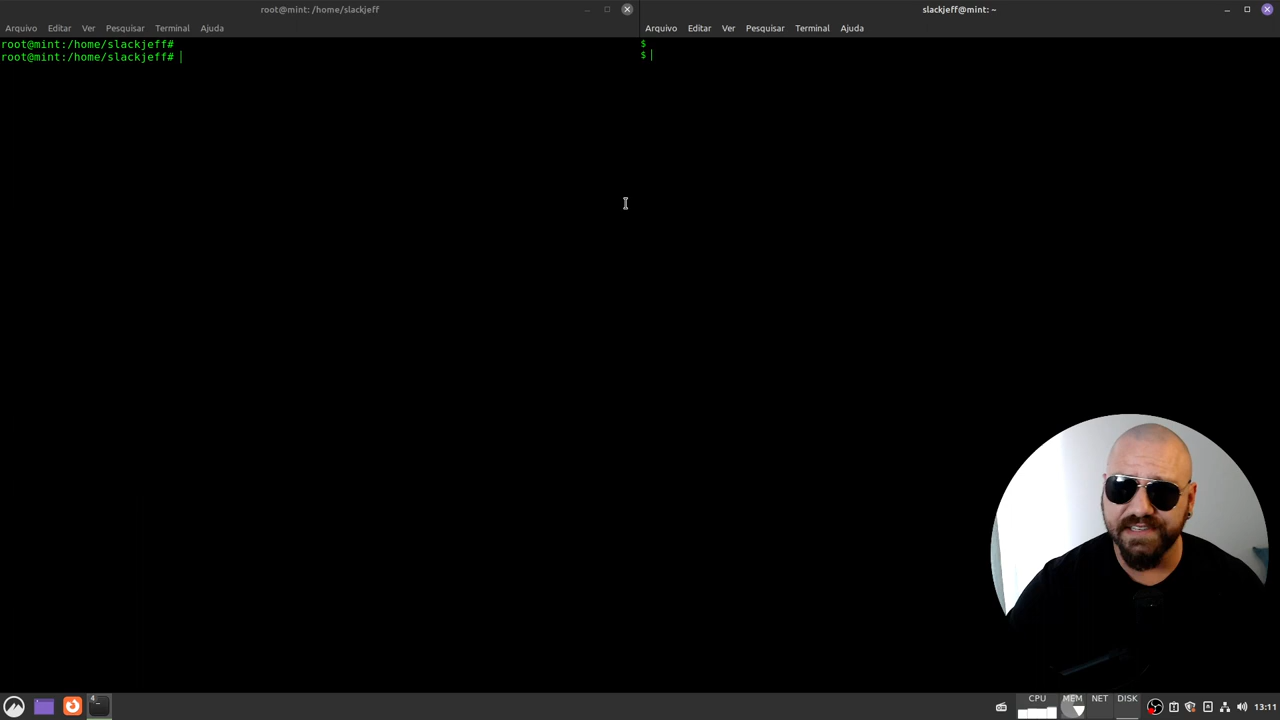 root@mint: /home/slackjeff
Arquivo Editar Ver Pesquisar Terminal Ajuda
root@mint:/home/slackjeff#
root@mint:/home/slackjeff#
slackjeff@mint: ~
Arquivo Editar Ver Pesquisar Terminal Ajuda
$
$
4
CPU MEM NET DISK
13:11